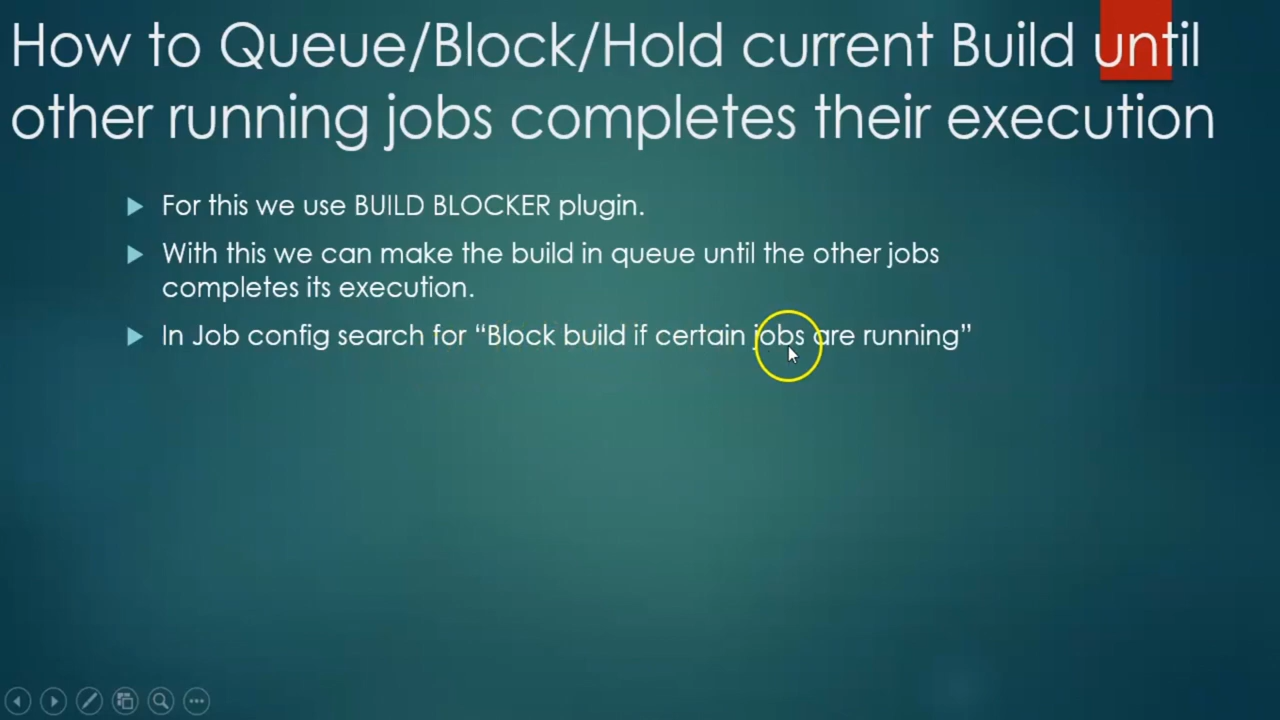 How to Queue/Block/Hold current Build until
other running jobs completes their execution
For this we use BUILD BLOCKER plugin.
With this we can make the build in queue until the other jobs
completes its execution.
In Job config search for “Block build if certain jobs are running”